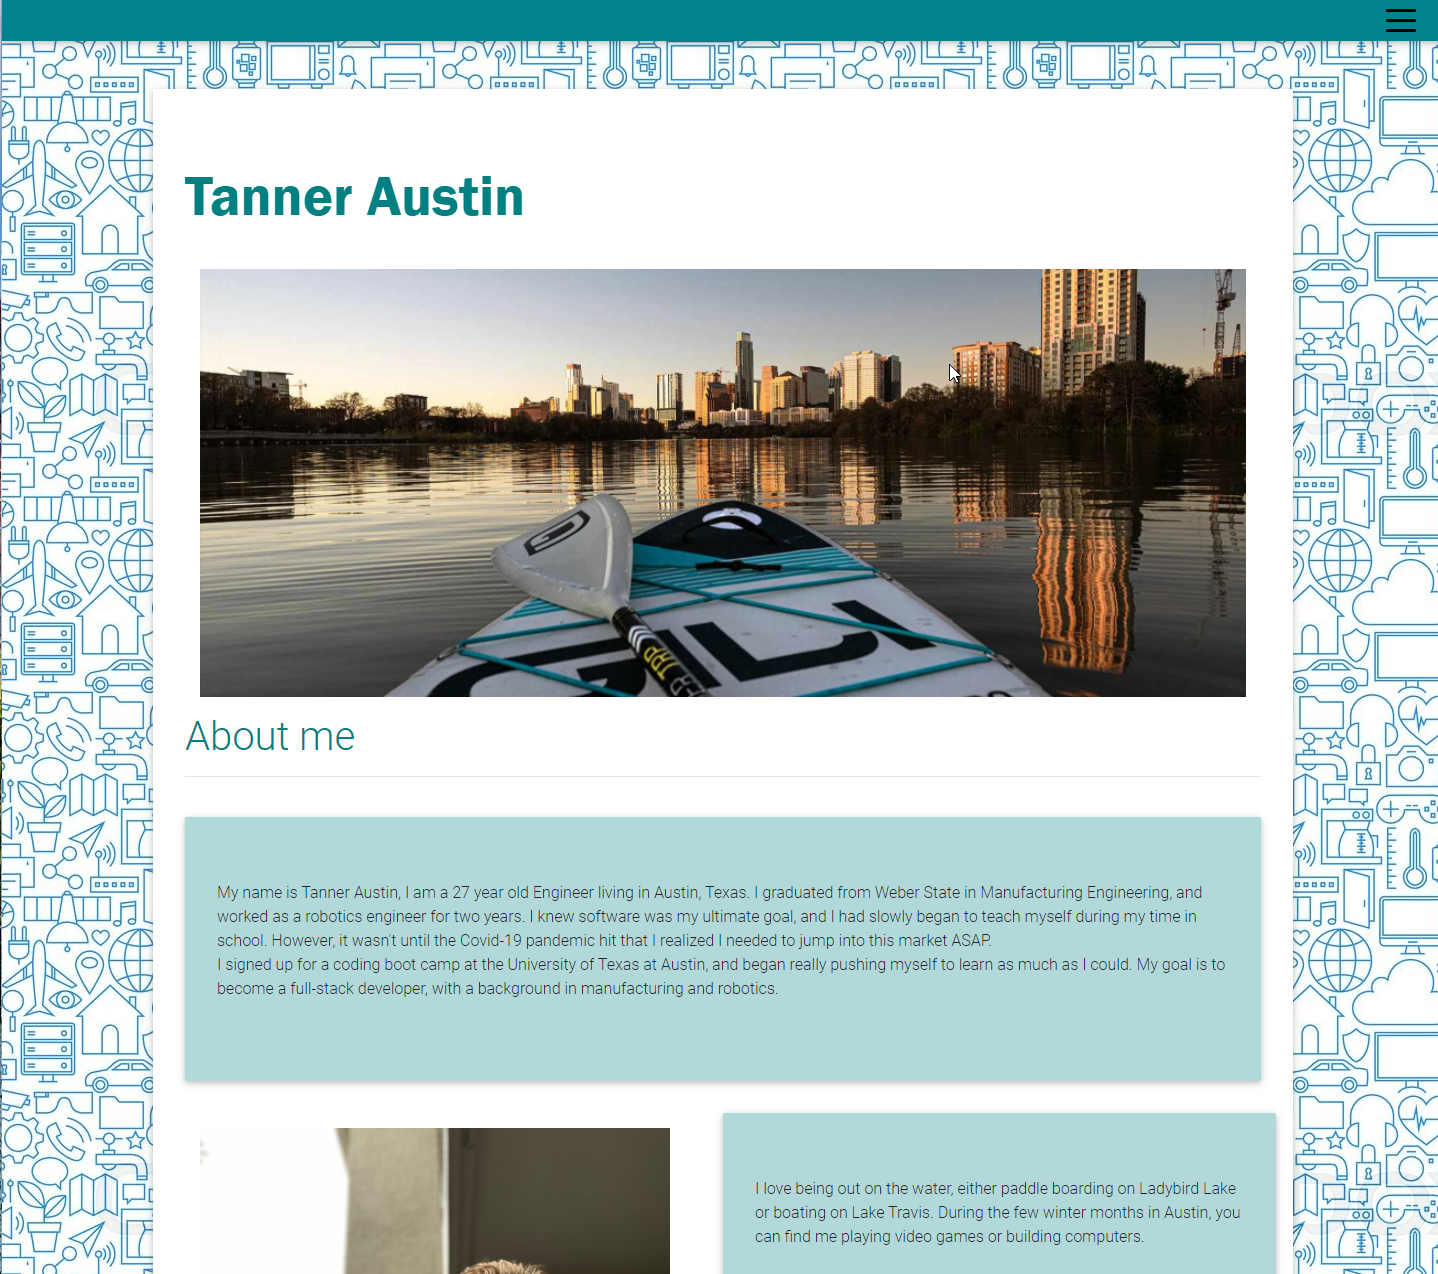 Tanner Austin
About me
My name is Tanner Austin, I am a 27 year old Engineer living in Austin, Texas. I graduated from Weber State in Manufacturing Engineering, and
worked as a robotics engineer for two years. I knew software was my ultimate goal, and I had slowly began to teach myself during my time in
school. However, it wasn't until the Covid-19 pandemic hit that I realized I needed to jump into this market ASAP.
I signed up for a coding boot camp at the University of Texas at Austin, and began really pushing myself to learn as much as I could. My goal is to
become a full-stack developer, with a background in manufacturing and robotics.
I love being out on the water, either paddle boarding on Ladybird Lake
or boating on Lake Travis. During the few winter months in Austin, you
can find me playing video games or building computers.